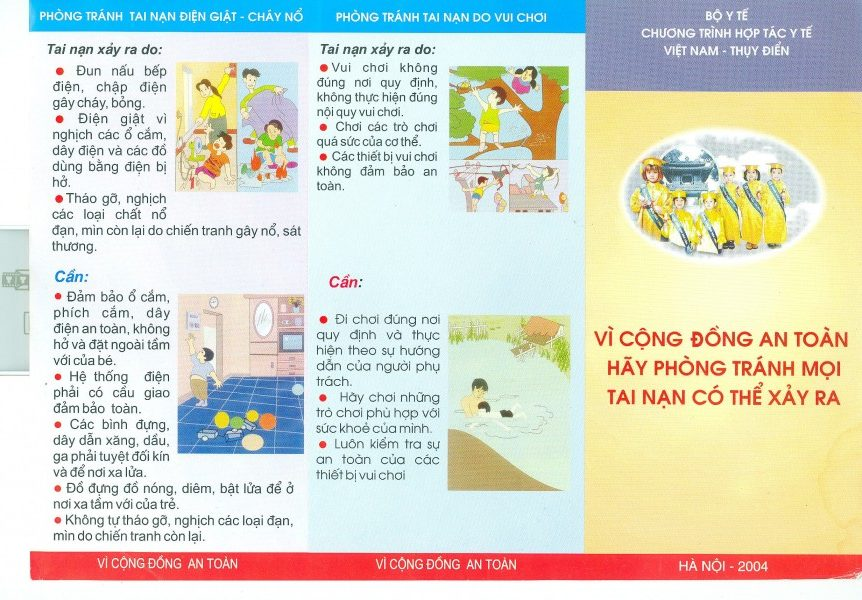 PHÒNG TRÁNH TAI NẠN ĐIỆN GIẬT - CHÁY NỔ
Tai nạn xảy ra do:
Đun nấu bếp
điện, chập điện
gây cháy, bỏng.
Điện giật vì
nghịch các ổ cắm,
dây điện và các đồ
dùng bằng điện bị
hở.
Tháo gỡ, nghịch
các loại chất nổ
đạn, mìn còn lại do chiến tranh gây nổ, sát
thương.
Cần:
Đảm bảo ổ cắm,
phích cắm, dây
điện an toàn, không
hở và đặt ngoài tầm
với của bé.
Hệ thống điện
phải có cầu giao
đảm bảo toàn.
Các bình đựng,
dây dẫn xăng, dầu,
ga phải tuyệt đối kín
và để nơi xa lửa.
Đồ đựng đồ nóng, diêm, bật lửa để ở
nơi xa tầm với của trẻ.
Không tự tháo gỡ, nghịch các loại đạn,
mìn do chiến tranh còn lại.
VÌ CỘNG ĐỒNG AN TOÀN
PHÒNG TRÁNH TAI NẠN DO VUI CHƠI
Tai nạn xảy ra do:
Vui chơi không
đúng nơi quy định,
không thực hiện đúng
nội quy vui chơi.
Chơi các trò chơi
quá sức của cơ thể.
Các thiết bị vui chơi
không đảm bảo an
toàn.
Cần:
Đi chơi đúng nơi
quy định và thực
hiện theo sự hướng
dẫn của người phụ
trách.
Hãy chơi những
trò chơi phù hợp với
sức khoẻ của mình.
Luôn kiểm tra sự
an toàn của các
thiết bị vui chơi
VÌ CỘNG ĐỒNG AN TOÀN
BỘ Y TẾ
CHƯƠNG TRÌNH HỢP TÁC Y TẾ
VIỆT NAM - THỤY ĐIỂN
VÌ CỘNG ĐỒNG AN TOÀN
HÃY PHÒNG TRÁNH MỌI
TAI NẠN CÓ THỂ XẢY RA
HÀ NỘI - 2004